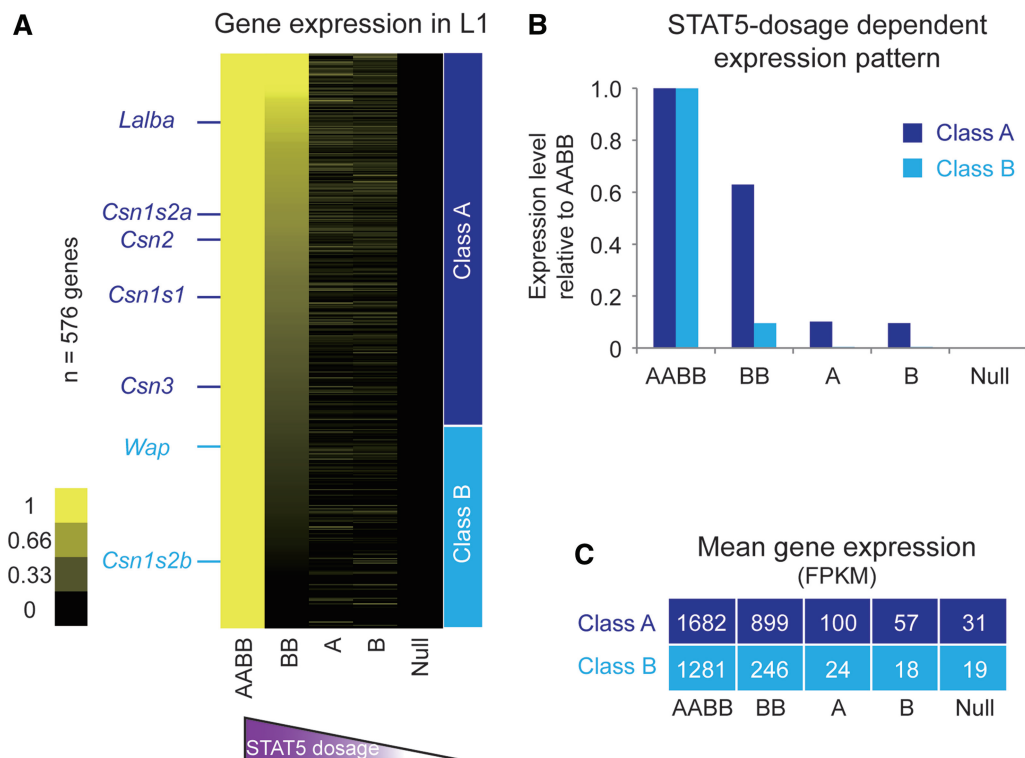 A
Gene expression in L1
Lalba
Csn1s2a
Csn2
Csn1s1
Csn3
Wap
Csn1s2b
n = 576 genes
1
0.66
0.33
0
Class A
Class B
AABB
BB
A
B
Null
STAT5 dosage
B
STAT5-dosage dependent
expression pattern
Expression level
relative to AABB
1.0
0.8
0.6
0.4
0.2
0
Class A
Class B
AABB BB A B Null
C
Mean gene expression
(FPKM)
Class A 1682 899 100 57 31
Class B 1281 246 24 18 19
AABB BB A B Null